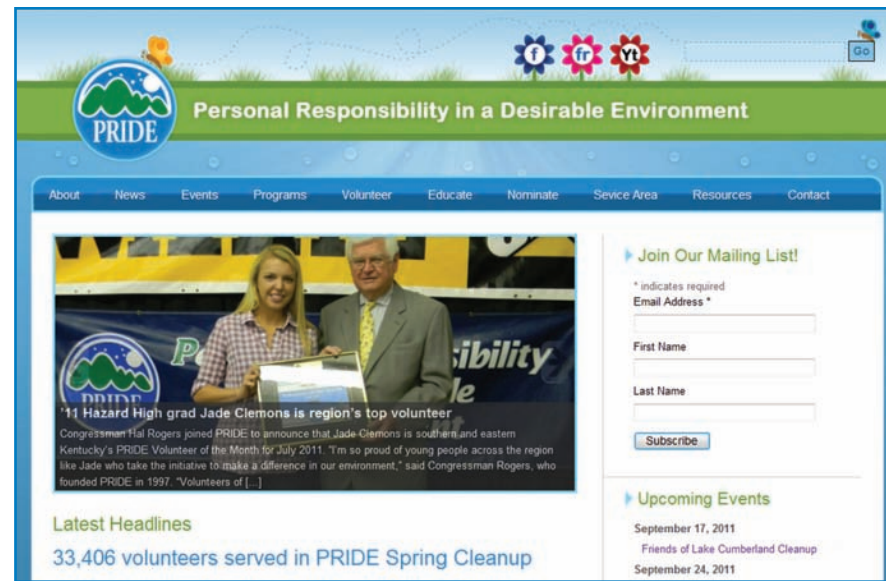 f fr Yt
Go
PRIDE
Personal Responsibility in a Desirable Environment
About News Events Programs Volunteer Educate Nominate Sevice Area Resources Contact
sibility
PRIDE
'11 Hazard High grad Jade Clemons is region's top volunteer
Congressman Hal Rogers joined PRIDE to announce that Jade Clemons is southern and eastern
Kentucky's PRIDE Volunteer of the Month for July 2011. "I'm so proud of young people across the region
like Jade who take the initiative to make a difference in our environment," said Congressman Rogers, who
founded PRIDE in 1997. "Volunteers of [...]
Latest Headlines
33,406 volunteers served in PRIDE Spring Cleanup
Join Our Mailing List!
* indicates required
Email Address *
First Name
Last Name
Subscribe
Upcoming Events
September 17, 2011
Friends of Lake Cumberland Cleanup
September 24, 2011